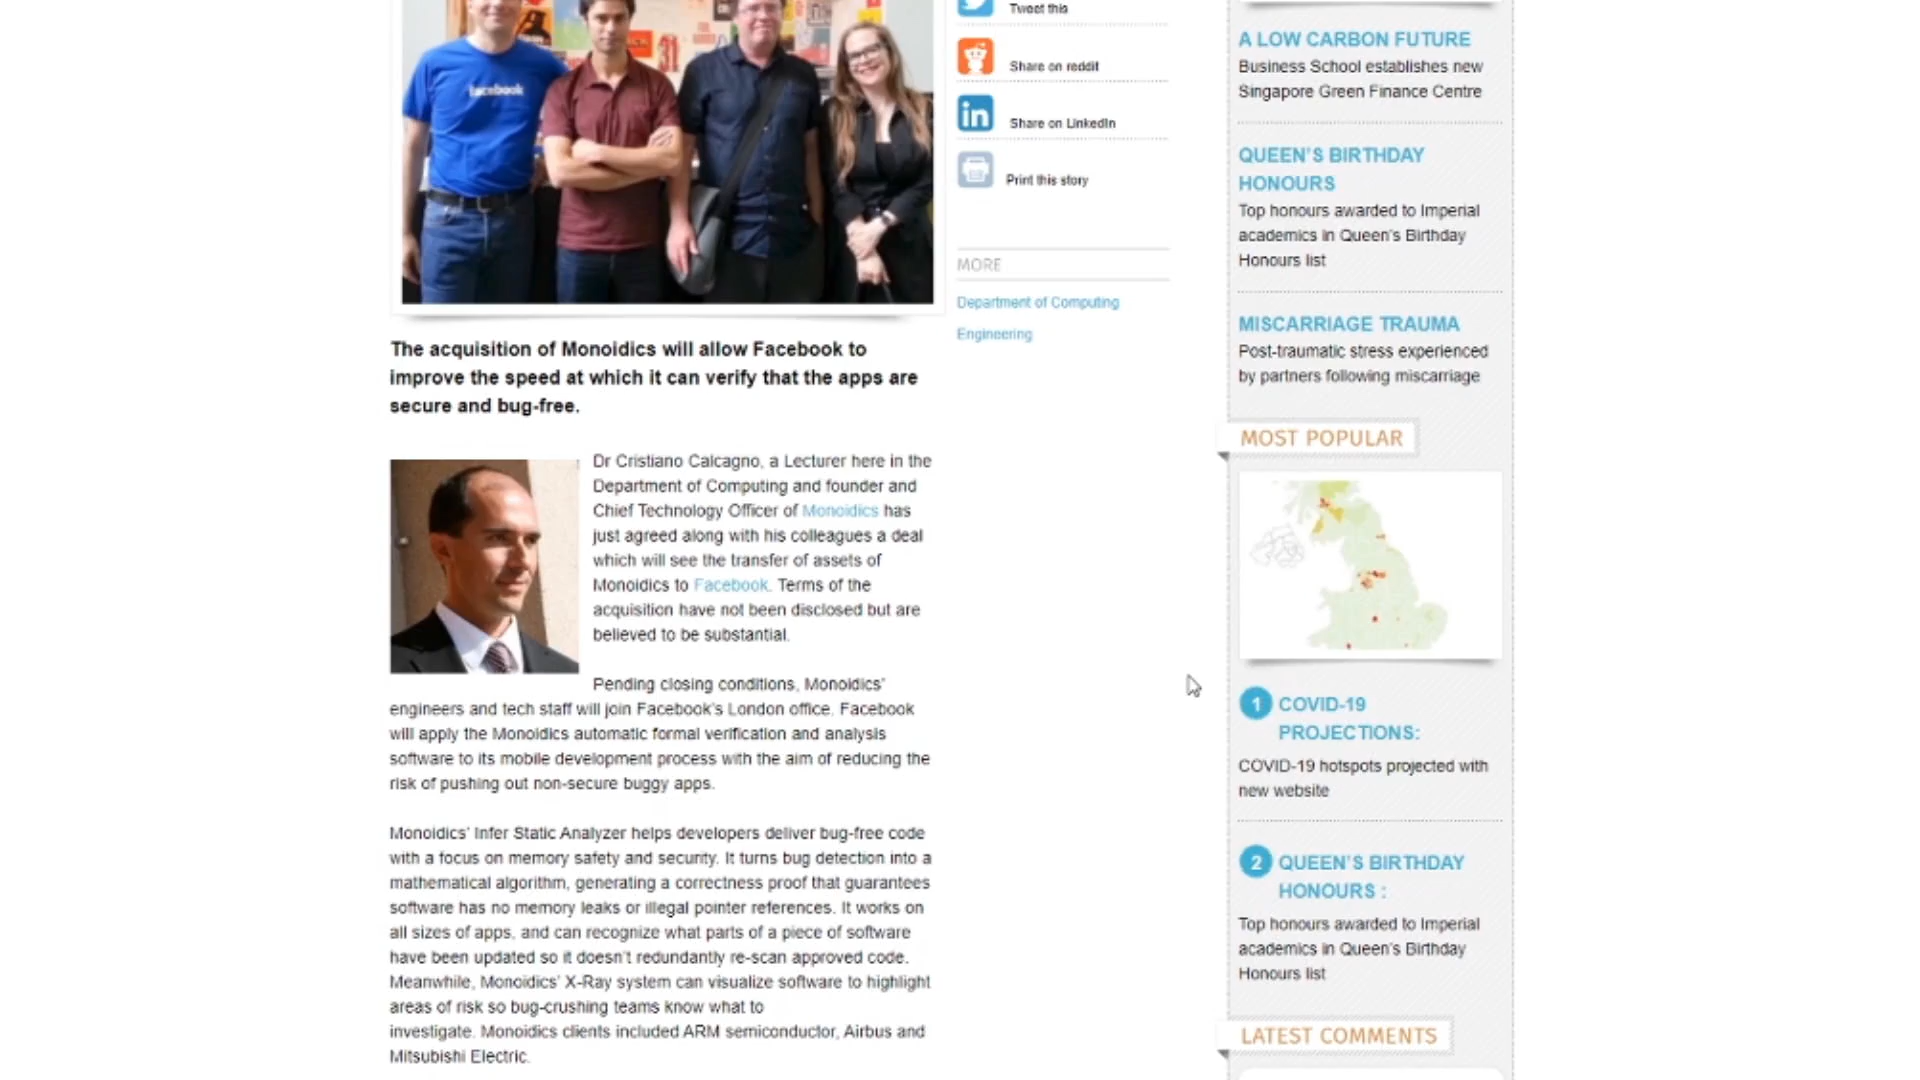 facebook
The acquisition of Monoidics will allow Facebook to
improve the speed at which it can verify that the apps are
secure and bug-free.
Dr Cristiano Calcagno, a Lecturer here in the
Department of Computing and founder and
Chief Technology Officer of Monoidics has
just agreed along with his colleagues a deal
which will see the transfer of assets of
Monoidics to Facebook. Terms of the
acquisition have not been disclosed but are
believed to be substantial.
Pending closing conditions, Monoidics'
engineers and tech staff will join Facebook's London office. Facebook
will apply the Monoidics automatic formal verification and analysis
software to its mobile development process with the aim of reducing the
risk of pushing out non-secure buggy apps.
Monoidics' Infer Static Analyzer helps developers deliver bug-free code
with a focus on memory safety and security. It turns bug detection into a
mathematical algorithm, generating a correctness proof that guarantees
software has no memory leaks or illegal pointer references. It works on
all sizes of apps, and can recognize what parts of a piece of software
have been updated so it doesn't redundantly re-scan approved code.
Meanwhile, Monoidics' X-Ray system can visualize software to highlight
areas of risk so bug-crushing teams know what to
investigate. Monoidics clients included ARM semiconductor, Airbus and
Mitsubishi Electric.
Tweet this
Share on reddit
in
Share on LinkedIn
Print this story
MORE
Department of Computing
Engineering
A LOW CARBON FUTURE
Business School establishes new
Singapore Green Finance Centre
QUEEN'S BIRTHDAY
HONOURS
Top honours awarded to Imperial
academics in Queen's Birthday
Honours list
MISCARRIAGE TRAUMA
Post-traumatic stress experienced
by partners following miscarriage
MOST POPULAR
1 COVID-19
PROJECTIONS:
COVID-19 hotspots projected with
new website
2 QUEEN'S BIRTHDAY
HONOURS :
Top honours awarded to Imperial
academics in Queen's Birthday
Honours list
LATEST COMMENTS